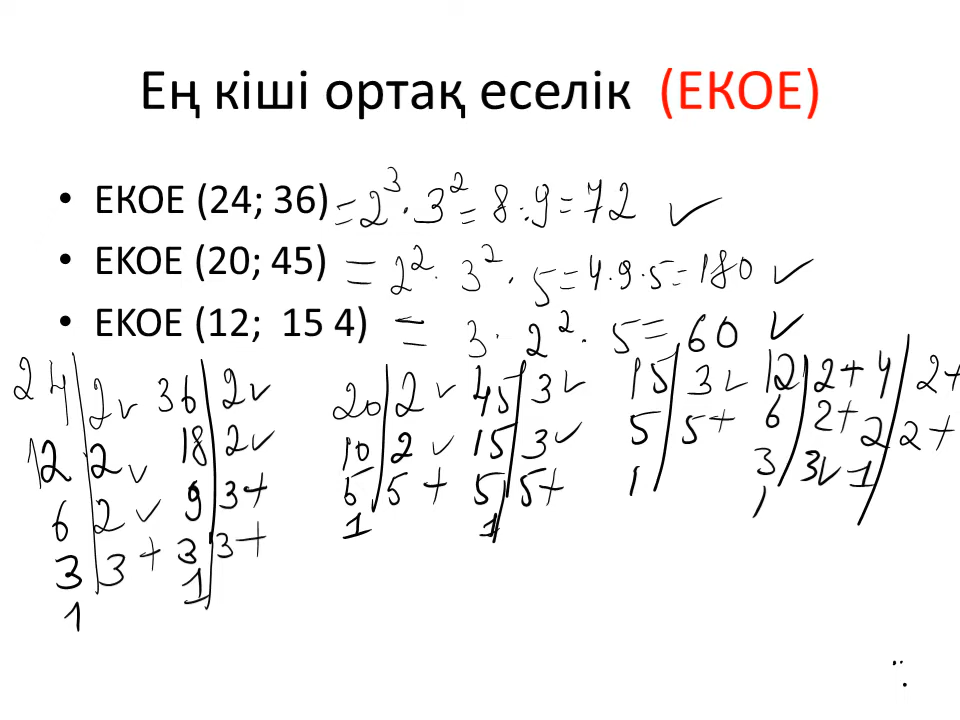 Ең кіші ортақ еселік (ЕКОЕ)
• ЕКОЕ (24; 36) = 2³ · 3² = 8 · 9 = 72 ✓
• ЕКОЕ (20; 45) = 2² · 3² · 5 = 4 · 9 · 5 = 180 ✓
• ЕКОЕ (12; 15 4) = 3 · 2² · 5 = 60 ✓
24 | 2 ✓ 36 | 2 ✓ 20 | 2 ✓ 45 | 3 ✓ 15 | 3 ✓ 12 | 2 + 4 | 2 +
12 | 2 ✓ 18 | 2 ✓ 10 | 2 ✓ 15 | 3 ✓ 5 | 5 + 6 | 2 + 2 | 2 +
6 | 2 ✓ 9 | 3 + 5 | 5 + 5 | 5 + 1 | 3 | 3 ✓ 1 |
3 | 3 + 3 | 3 + 1 1 1
1 1